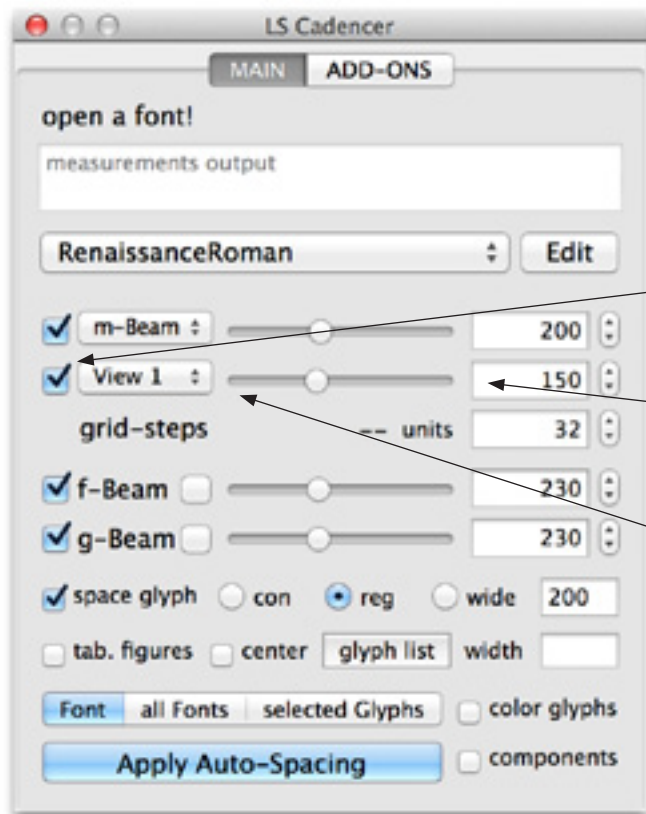 LS Cadencer
MAIN ADD-ONS
open a font!
measurements output
RenaissanceRoman Edit
m-Beam 200
View 1 150
grid-steps -- units 32
f-Beam 230
g-Beam 230
space glyph con reg wide 200
tab. figures center glyph list width
Font all Fonts selected Glyphs color glyphs
Apply Auto-Spacing components